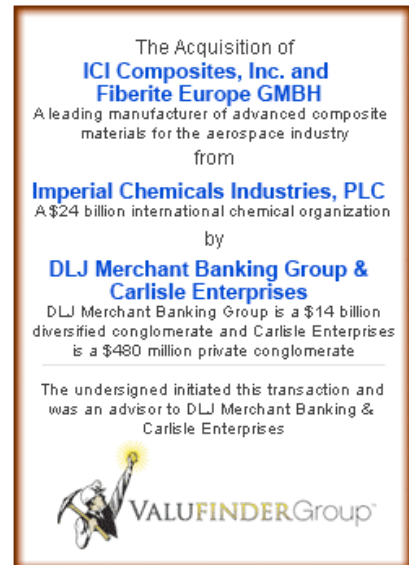 The Acquisition of
ICI Composites, Inc. and
Fiberite Europe GMBH
A leading manufacturer of advanced composite
materials for the aerospace industry
from
Imperial Chemicals Industries, PLC
A $24 billion international chemical organization
by
DLJ Merchant Banking Group &
Carlisle Enterprises
DLJ Merchant Banking Group is a $14 billion
diversified conglomerate and Carlisle Enterprises
is a $480 million private conglomerate
The undersigned initiated this transaction and
was an advisor to DLJ Merchant Banking &
Carlisle Enterprises
VALUFINDERGroup™